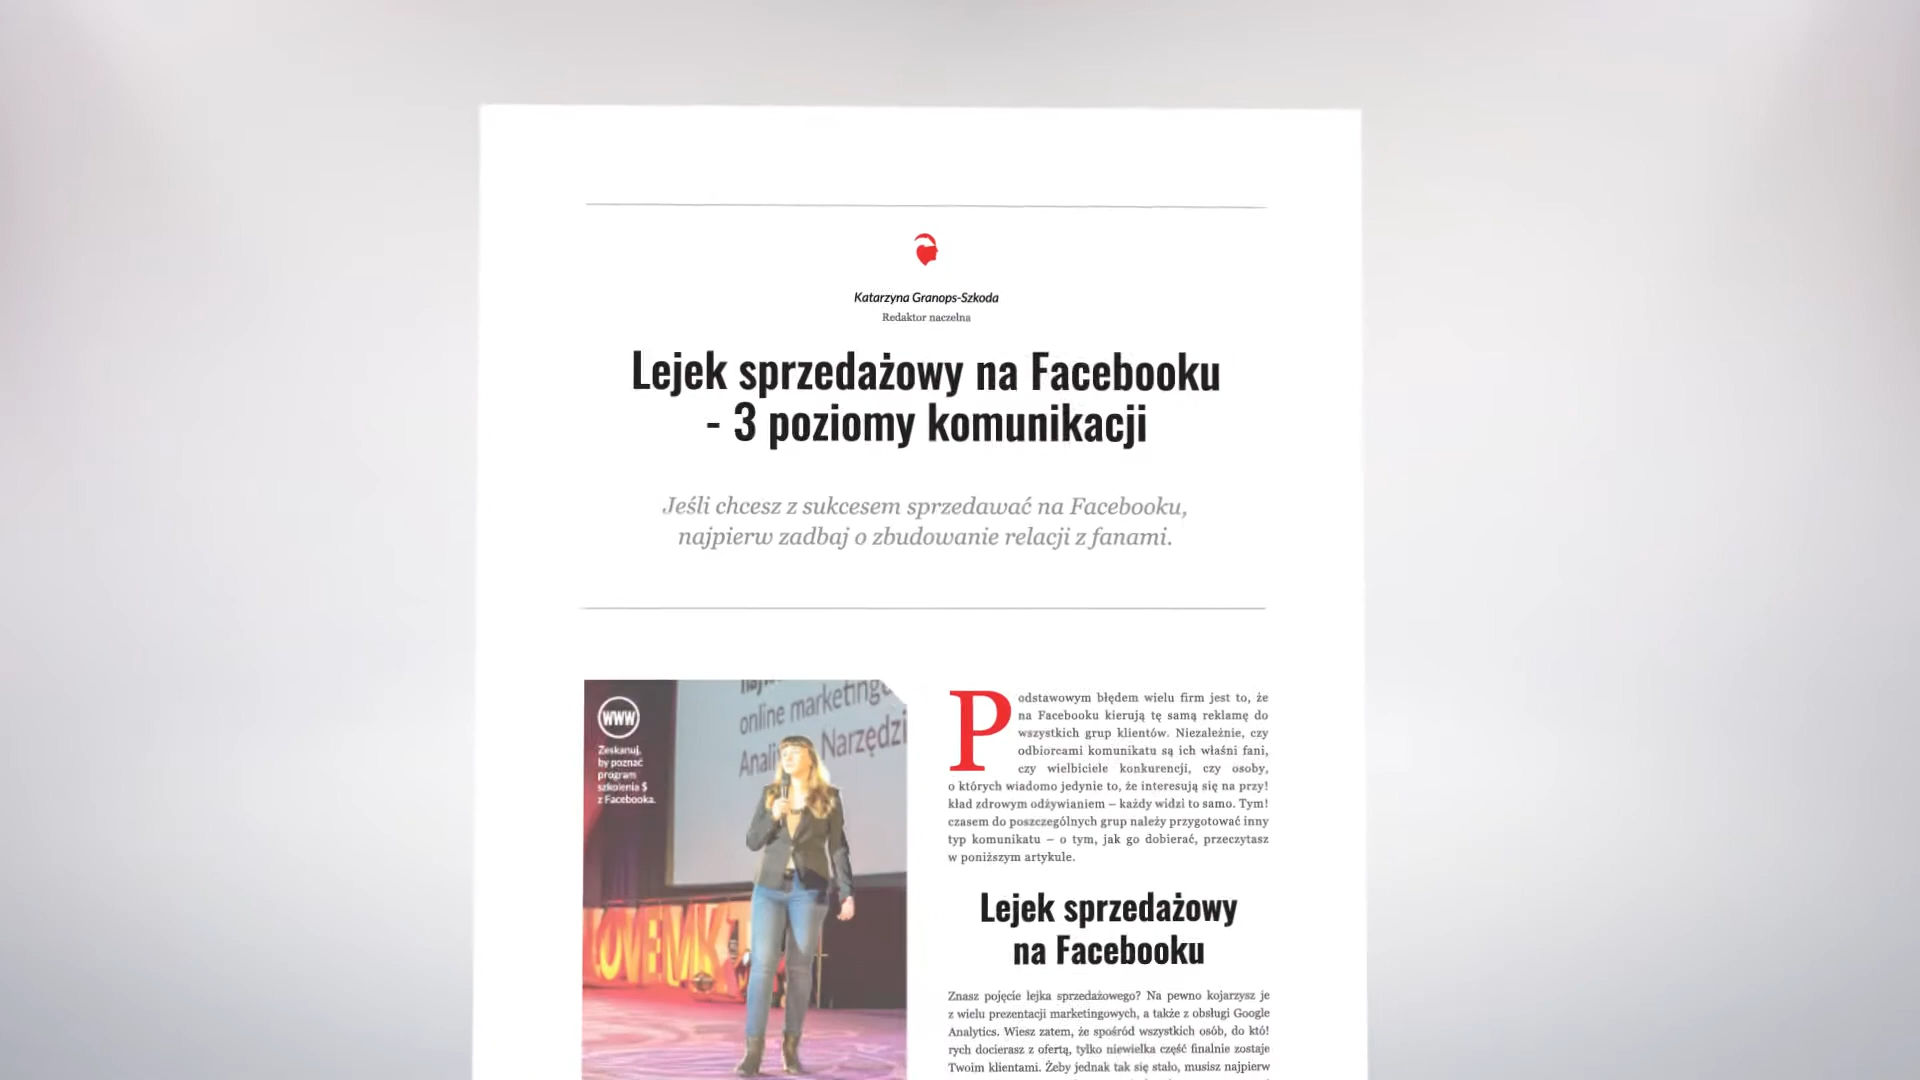 Katarzyna Granops-Szkoda
Redaktor naczelna
Lejek sprzedażowy na Facebooku
- 3 poziomy komunikacji
Jeśli chcesz z sukcesem sprzedawać na Facebooku,
najpierw zadbaj o zbudowanie relacji z fanami.
WWW
Zeskanuj,
by poznać
program
szkolenia $
z Facebooka.
online marketingu
Narzędzi
LOVEMKT
Podstawowym błędem wielu firm jest to, że
na Facebooku kierują tę samą reklamę do
wszystkich grup klientów. Niezależnie, czy
odbiorcami komunikatu są ich właśni fani,
czy wielbiciele konkurencji, czy osoby,
o których wiadomo jedynie to, że interesują się na przy!
kład zdrowym odżywianiem – każdy widzi to samo. Tym!
czasem do poszczególnych grup należy przygotować inny
typ komunikatu – o tym, jak go dobierać, przeczytasz
w poniższym artykule.
Lejek sprzedażowy
na Facebooku
Znasz pojęcie lejka sprzedażowego? Na pewno kojarzysz je
z wielu prezentacji marketingowych, a także z obsługi Google
Analytics. Wiesz zatem, że spośród wszystkich osób, do któ!
rych docierasz z ofertą, tylko niewielka część finalnie zostaje
Twoim klientami. Żeby jednak tak się stało, musisz najpierw